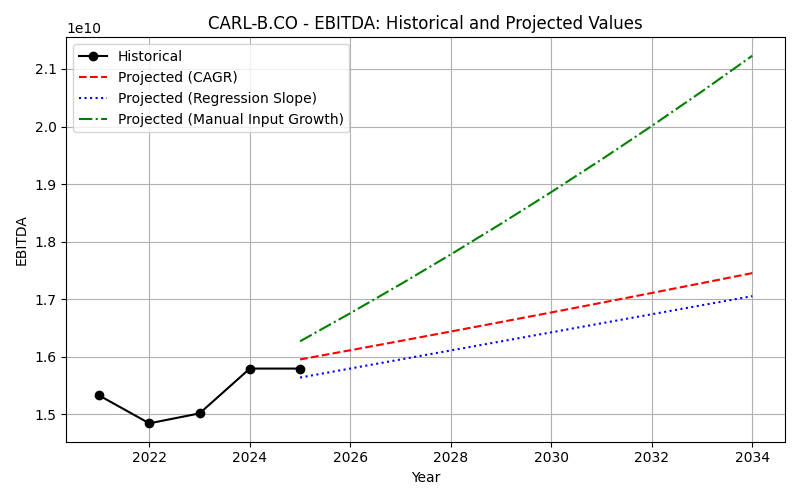 CARL-B.CO - EBITDA: Historical and Projected Values
1e10
Historical
Projected (CAGR)
Projected (Regression Slope)
Projected (Manual Input Growth)
2.1
2.0
1.9
1.8
1.7
1.6
1.5
EBITDA
2022 2024 2026 2028 2030 2032 2034
Year